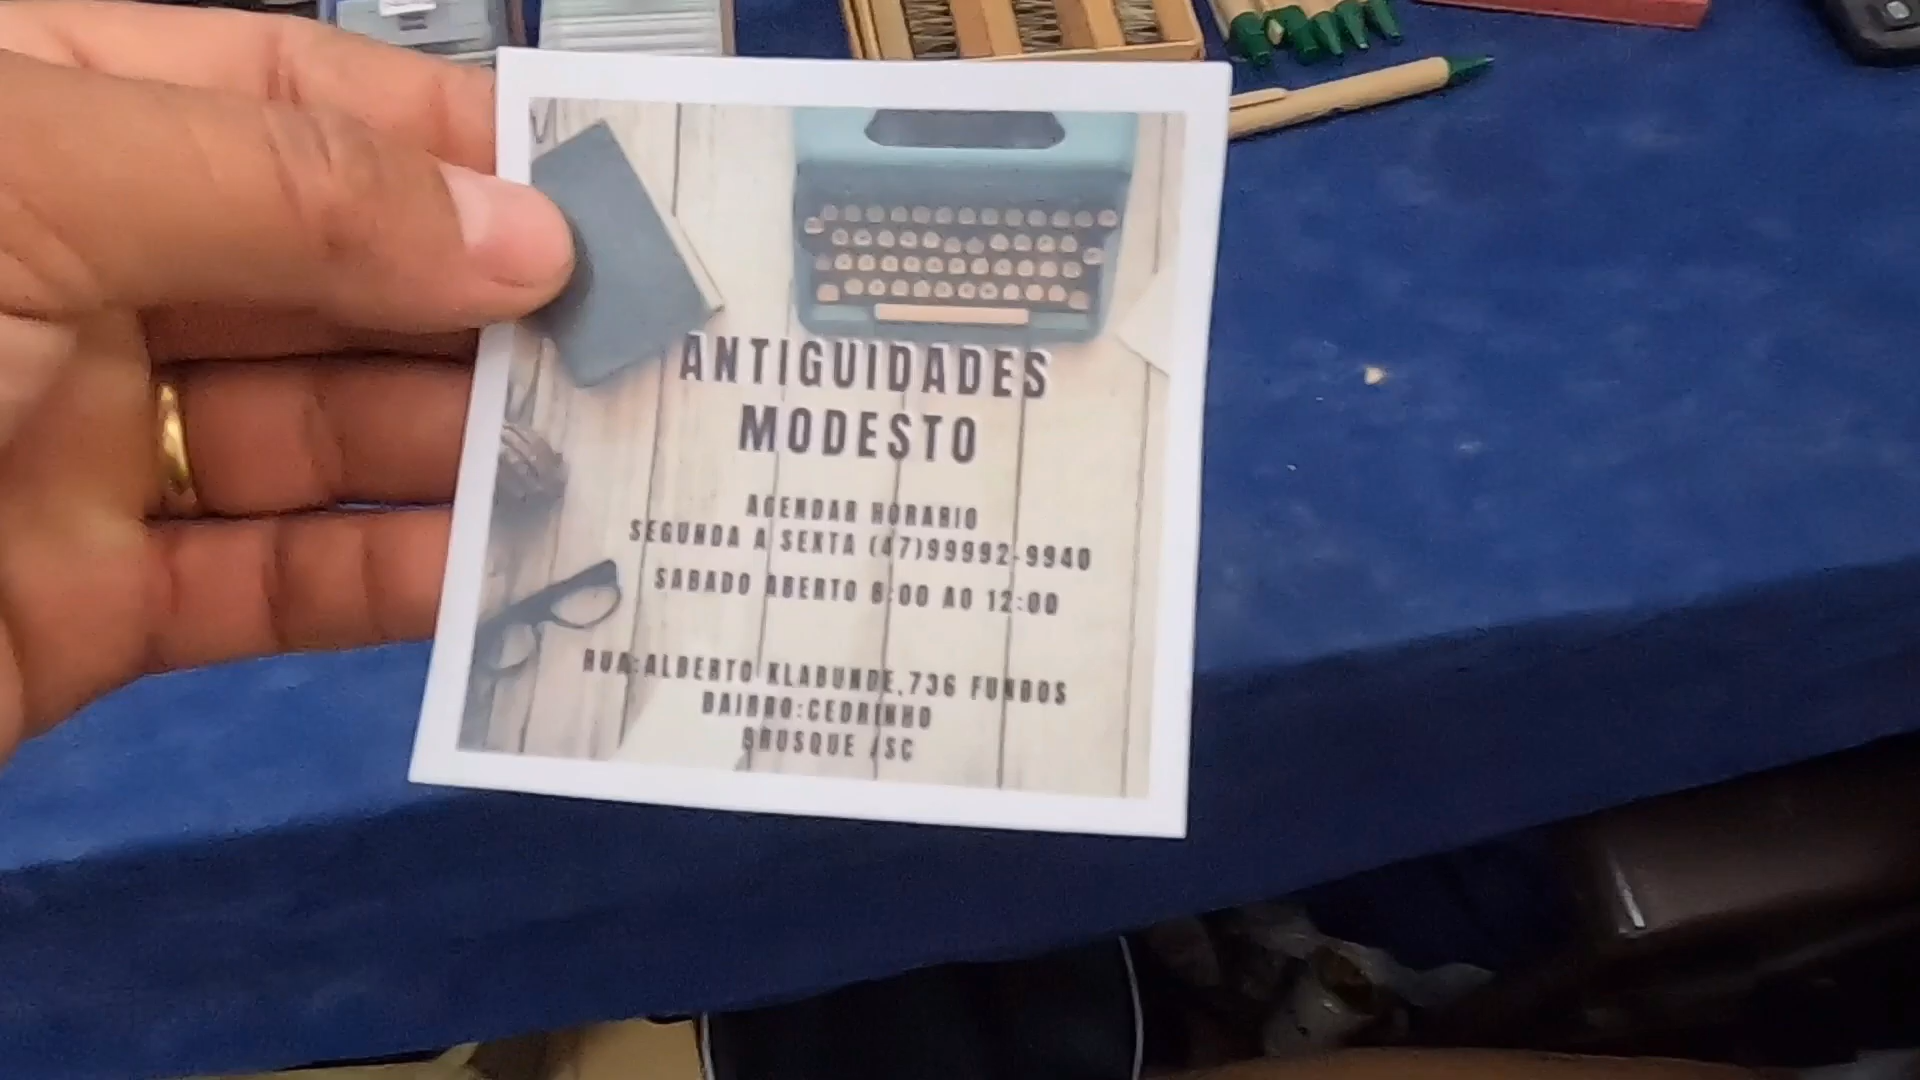 ANTIGUIDADES
MODESTO
AGENDAR HORARIO
SEGUNDA A SEXTA (47)99992-9940
SABADO ABERTO 8:00 AO 12:00
RUA:ALBERTO KLABUNDE,736 FUNDOS
BAIRRO:CEDRINHO
BRUSQUE /SC